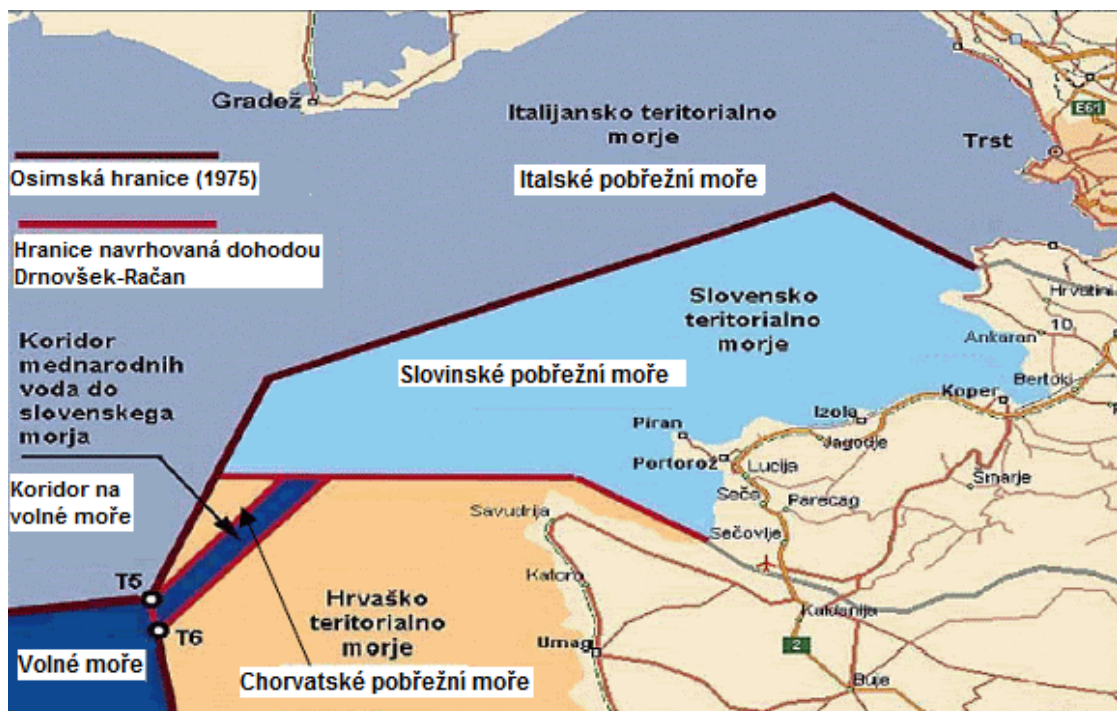 Gradež
Italijansko teritorialno
morje
Italské pobřežní moře
E61
Trst
Osimská hranice (1975)
Hranice navrhovaná dohodou
Drnovšek-Račan
Koridor
mednarodnih
voda do
slovenskega
morja
Koridor na
volné moře
Slovensko
teritorialno
morje
Slovinské pobřežní moře
Hrvatini
10
Ankaran
Bertoki
Koper
Izola
Jagodje
Piran
Portorož
Lucija
Šmarje
Seča
Parecag
Savudrija
Sečovlje
Katoro
T5
T6
Hrvaško
teritorialno
morje
Chorvatské pobřežní moře
Volné moře
Umag
Kaldanija
2
Buje